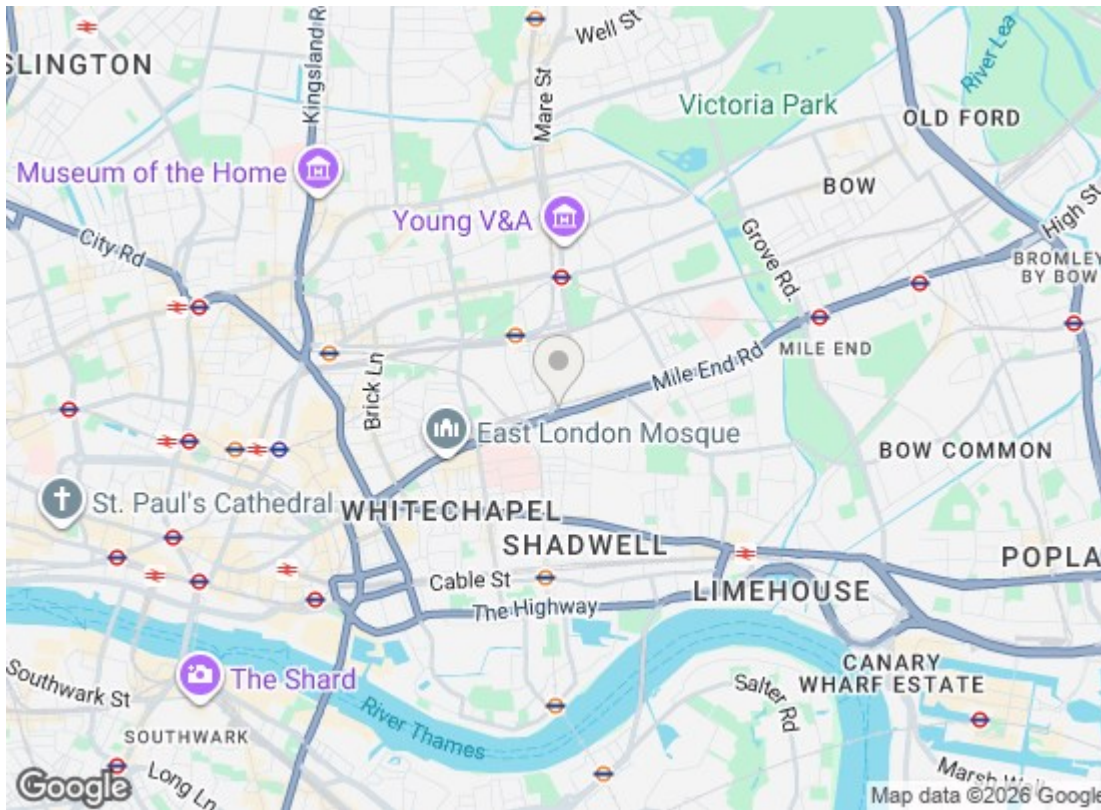 Well St
SLINGTON
Kingsland R
Mare St
River Lea
Victoria Park
OLD FORD
Museum of the Home
BOW
Young V&A
High St
City Rd
Grove Rd.
BROMLEY
BY BOW
MILE END
Mile End Rd
Brick Ln
East London Mosque
BOW COMMON
St. Paul's Cathedral
WHITECHAPEL
SHADWELL
POPLA
Cable St
LIMEHOUSE
The Highway
CANARY
WHARF ESTATE
The Shard
Southwark St
Salter Rd
River Thames
SOUTHWARK
Long Ln
Marsh Wall
Google
Map data ©2026 Google